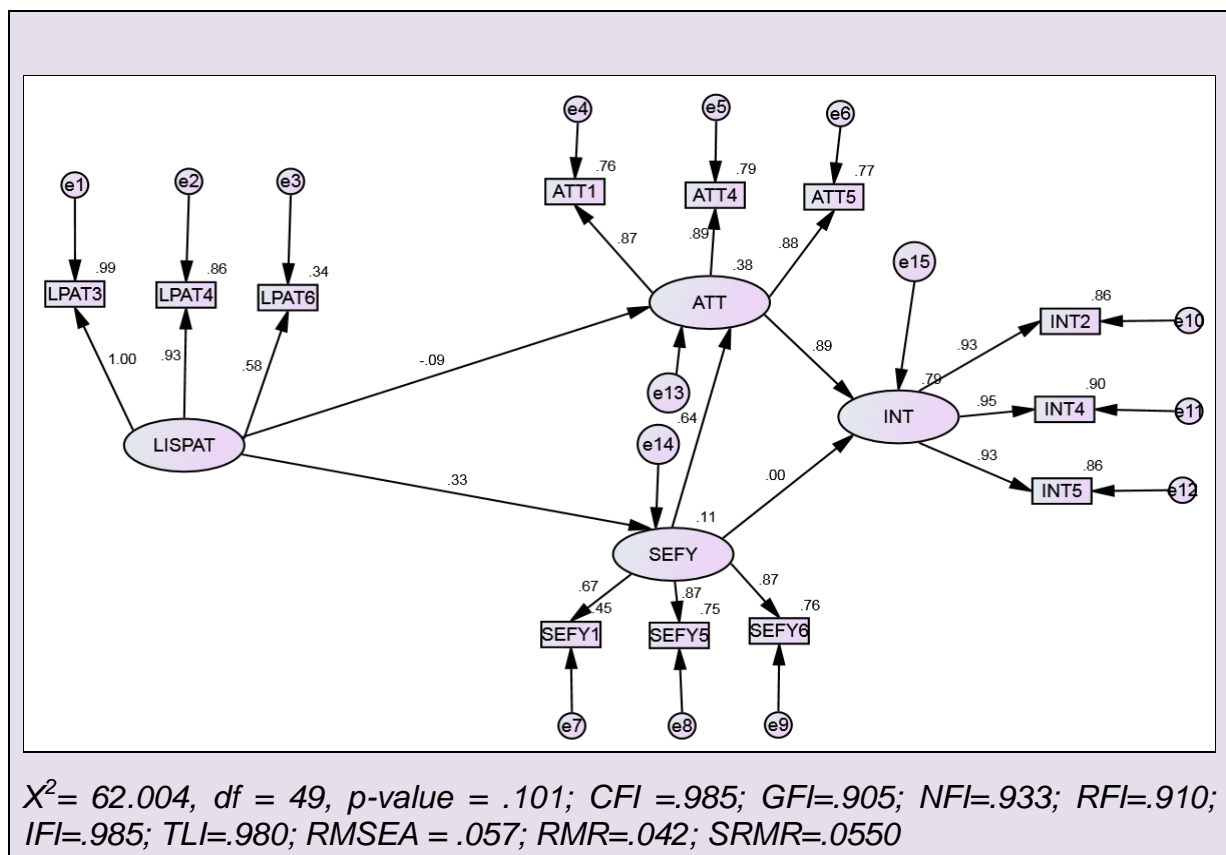 e4
e5
e6
.76
.79
.77
ATT1
ATT4
ATT5
e1
e2
e3
.87
.89
.88
.99
.86
.34
LPAT3
LPAT4
LPAT6
.38
ATT
e15
1.00
.93
.58
-.09
.89
.86
INT2
e10
.93
e13
.79
.90
INT
.95
INT4
e11
LISPAT
e14
.64
.93
.86
INT5
e12
.33
.00
.11
SEFY
.67
.87
.87
.45
.75
.76
SEFY1
SEFY5
SEFY6
e7
e8
e9
X²= 62.004, df = 49, p-value = .101; CFI =.985; GFI=.905; NFI=.933; RFI=.910;
IFI=.985; TLI=.980; RMSEA = .057; RMR=.042; SRMR=.0550